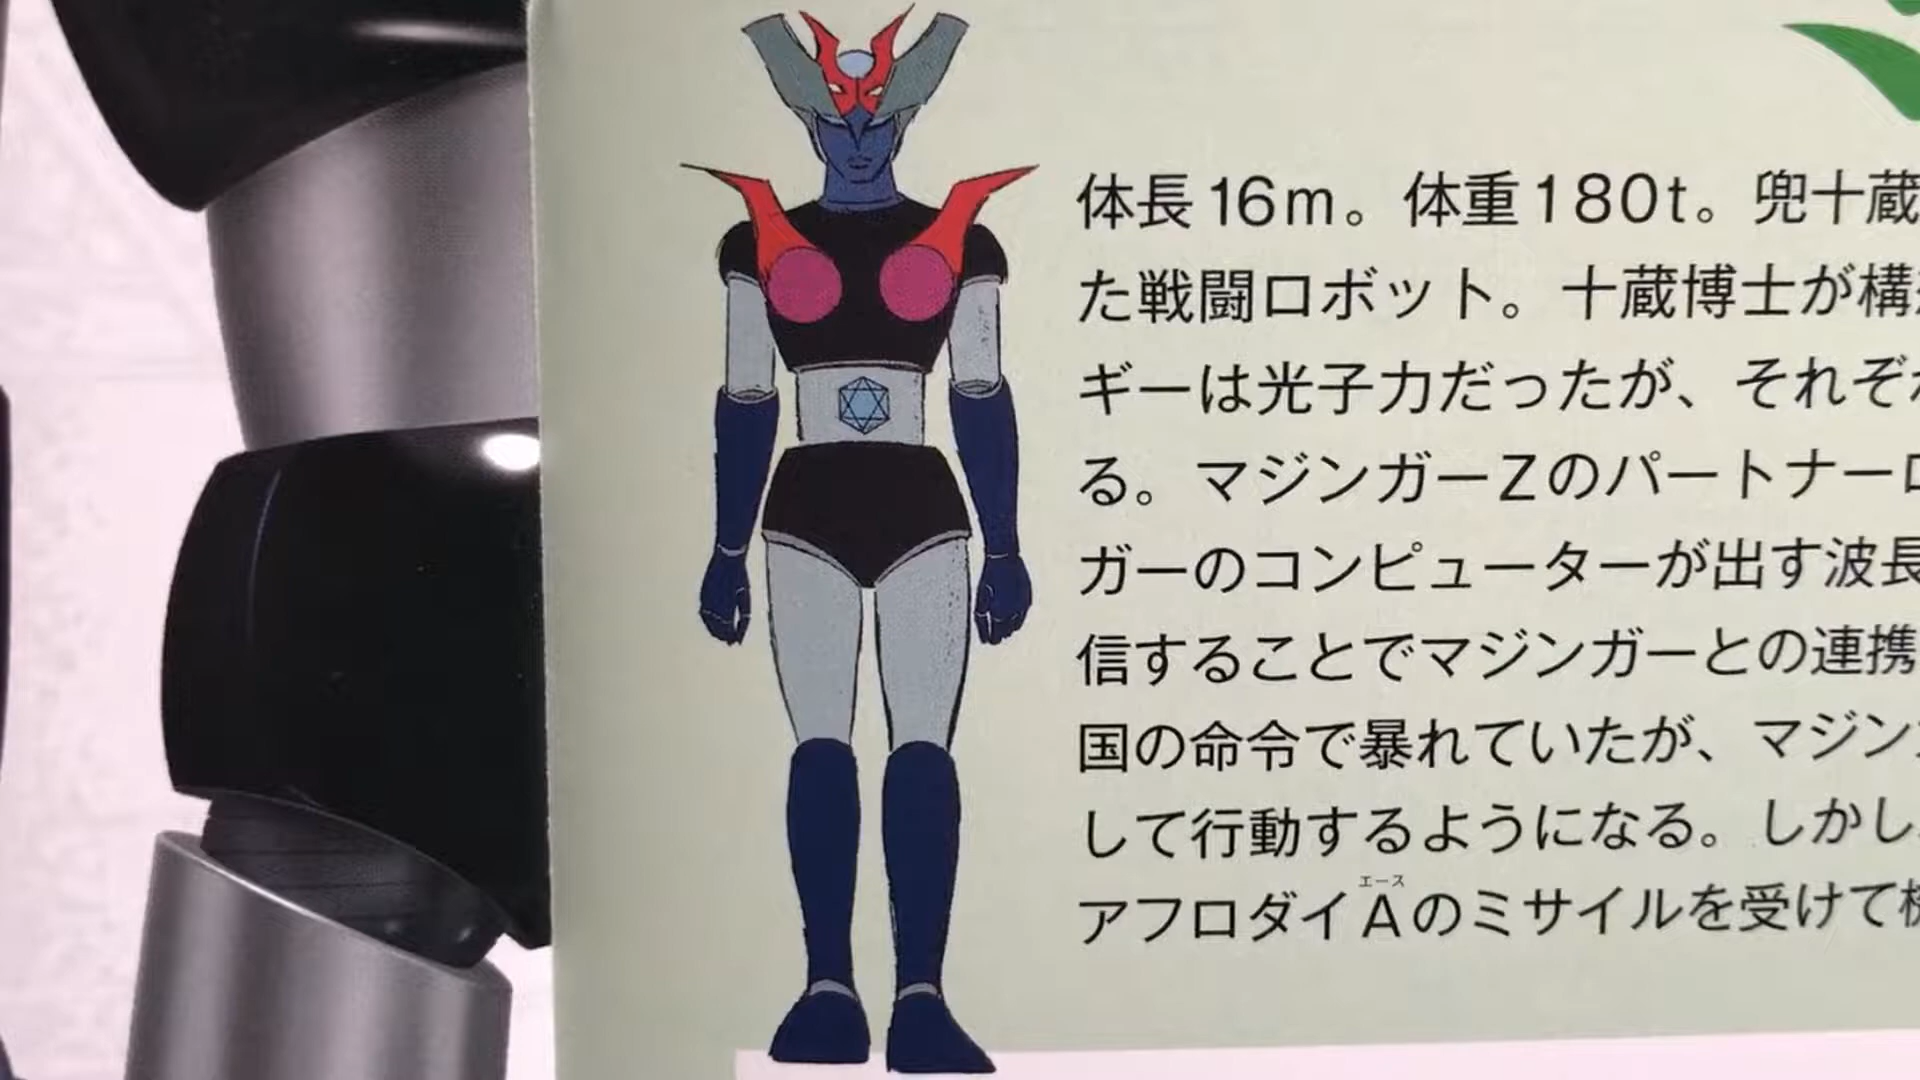 体長16m。体重180t。兜十蔵
た戦闘ロボット。十蔵博士が構
ギーは光子力だったが、それぞ
る。マジンガーZのパートナーロ
ガーのコンピューターが出す波長
信することでマジンガーとの連携
国の命令で暴れていたが、マジン
して行動するようになる。しかし
エース
アフロダイAのミサイルを受けて